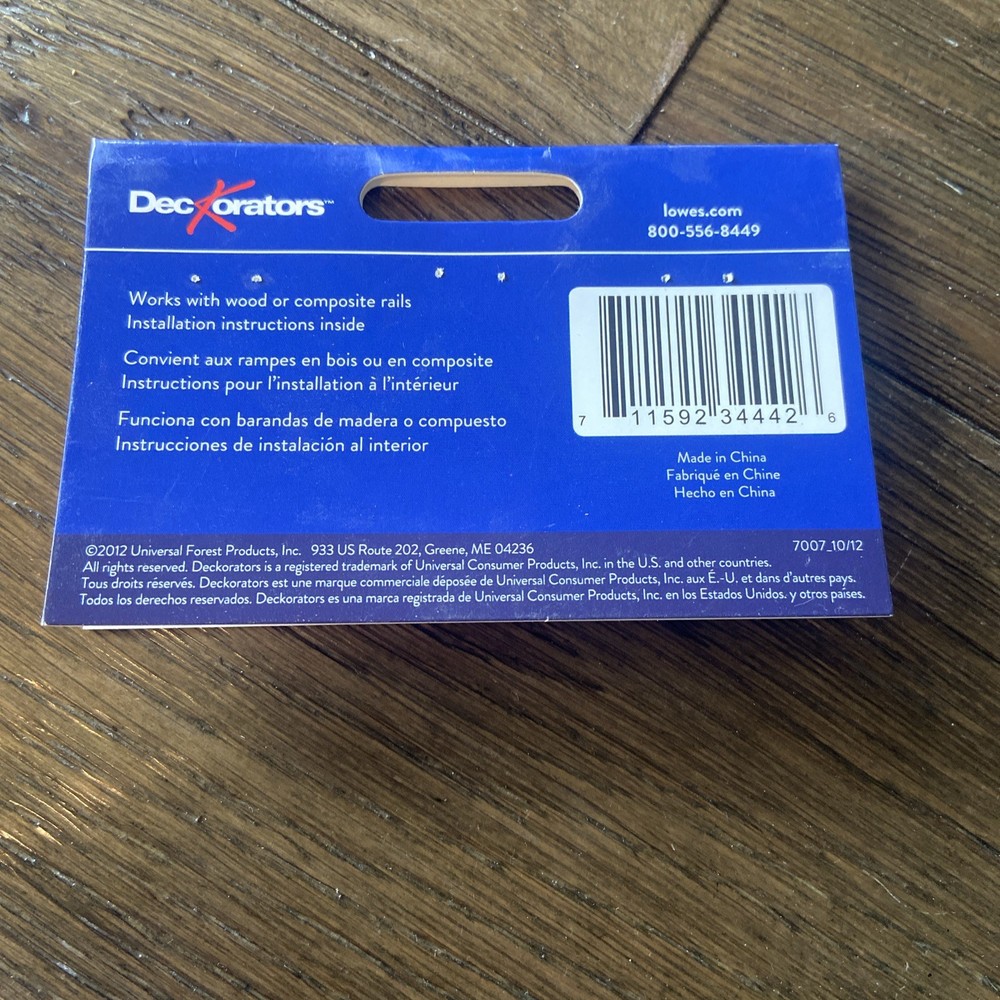 DecKorators™
lowes.com
800-556-8449
Works with wood or composite rails
Installation instructions inside
Convient aux rampes en bois ou en composite
Instructions pour l'installation à l'intérieur
Funciona con barandas de madera o compuesto
Instrucciones de instalación al interior
7 11592 34442 6
Made in China
Fabriqué en Chine
Hecho en China
©2012 Universal Forest Products, Inc. 933 US Route 202, Greene, ME 04236
7007_10/12
All rights reserved. Deckorators is a registered trademark of Universal Consumer Products, Inc. in the U.S. and other countries.
Tous droits réservés. Deckorators est une marque commerciale déposée de Universal Consumer Products, Inc. aux É.-U. et dans d'autres pays.
Todos los derechos reservados. Deckorators es una marca registrada de Universal Consumer Products, Inc. en los Estados Unidos. y otros países.